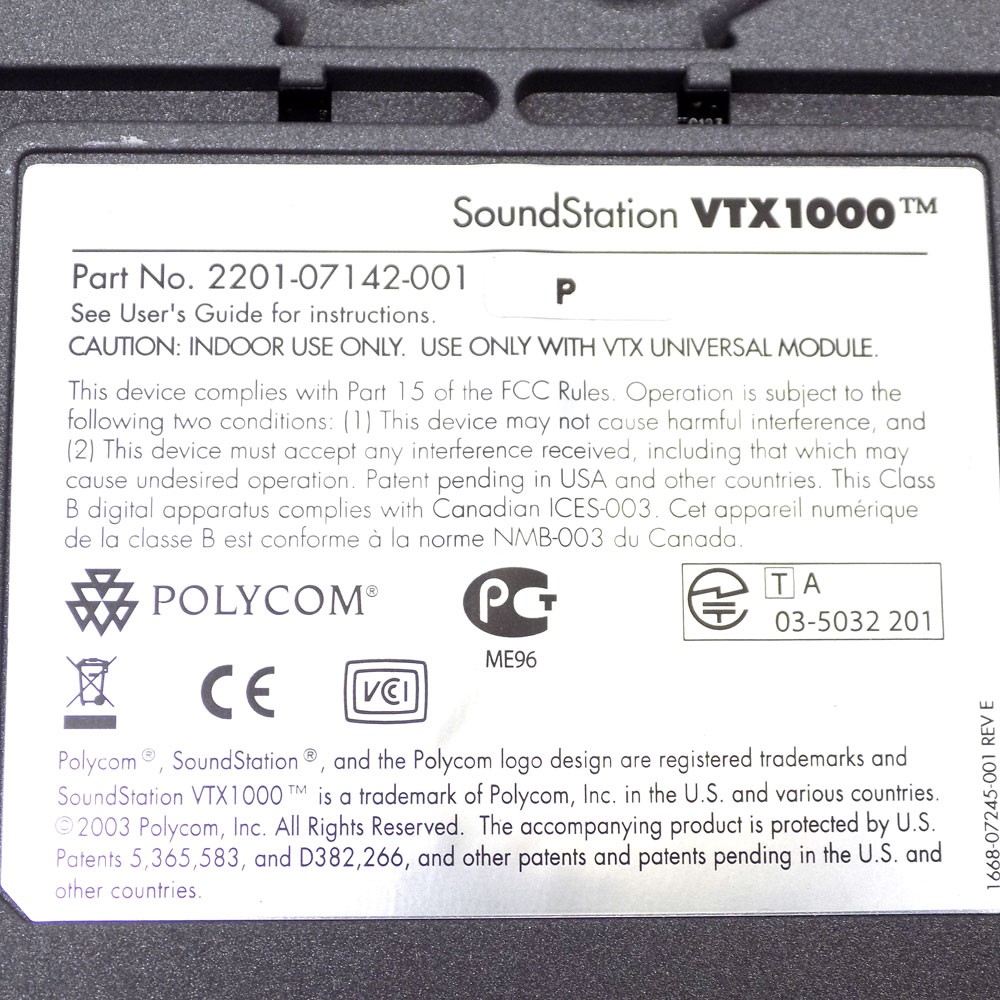 SoundStation VTX1000™
Part No. 2201-07142-001
P
See User's Guide for instructions.
CAUTION: INDOOR USE ONLY. USE ONLY WITH VTX UNIVERSAL MODULE.
This device complies with Part 15 of the FCC Rules. Operation is subject to the
following two conditions: (1) This device may not cause harmful interference, and
(2) This device must accept any interference received, including that which may
cause undesired operation. Patent pending in USA and other countries. This Class
B digital apparatus complies with Canadian ICES-003. Cet appareil numérique
de la classe B est conforme à la norme NMB-003 du Canada.
POLYCOM®
PCT
ME96
T A
03-5032 201
CE
VCI
Polycom®, SoundStation®, and the Polycom logo design are registered trademarks and
SoundStation VTX1000™ is a trademark of Polycom, Inc. in the U.S. and various countries.
©2003 Polycom, Inc. All Rights Reserved. The accompanying product is protected by U.S.
Patents 5,365,583, and D382,266, and other patents and patents pending in the U.S. and
other countries.
1668-07245-001 REV E